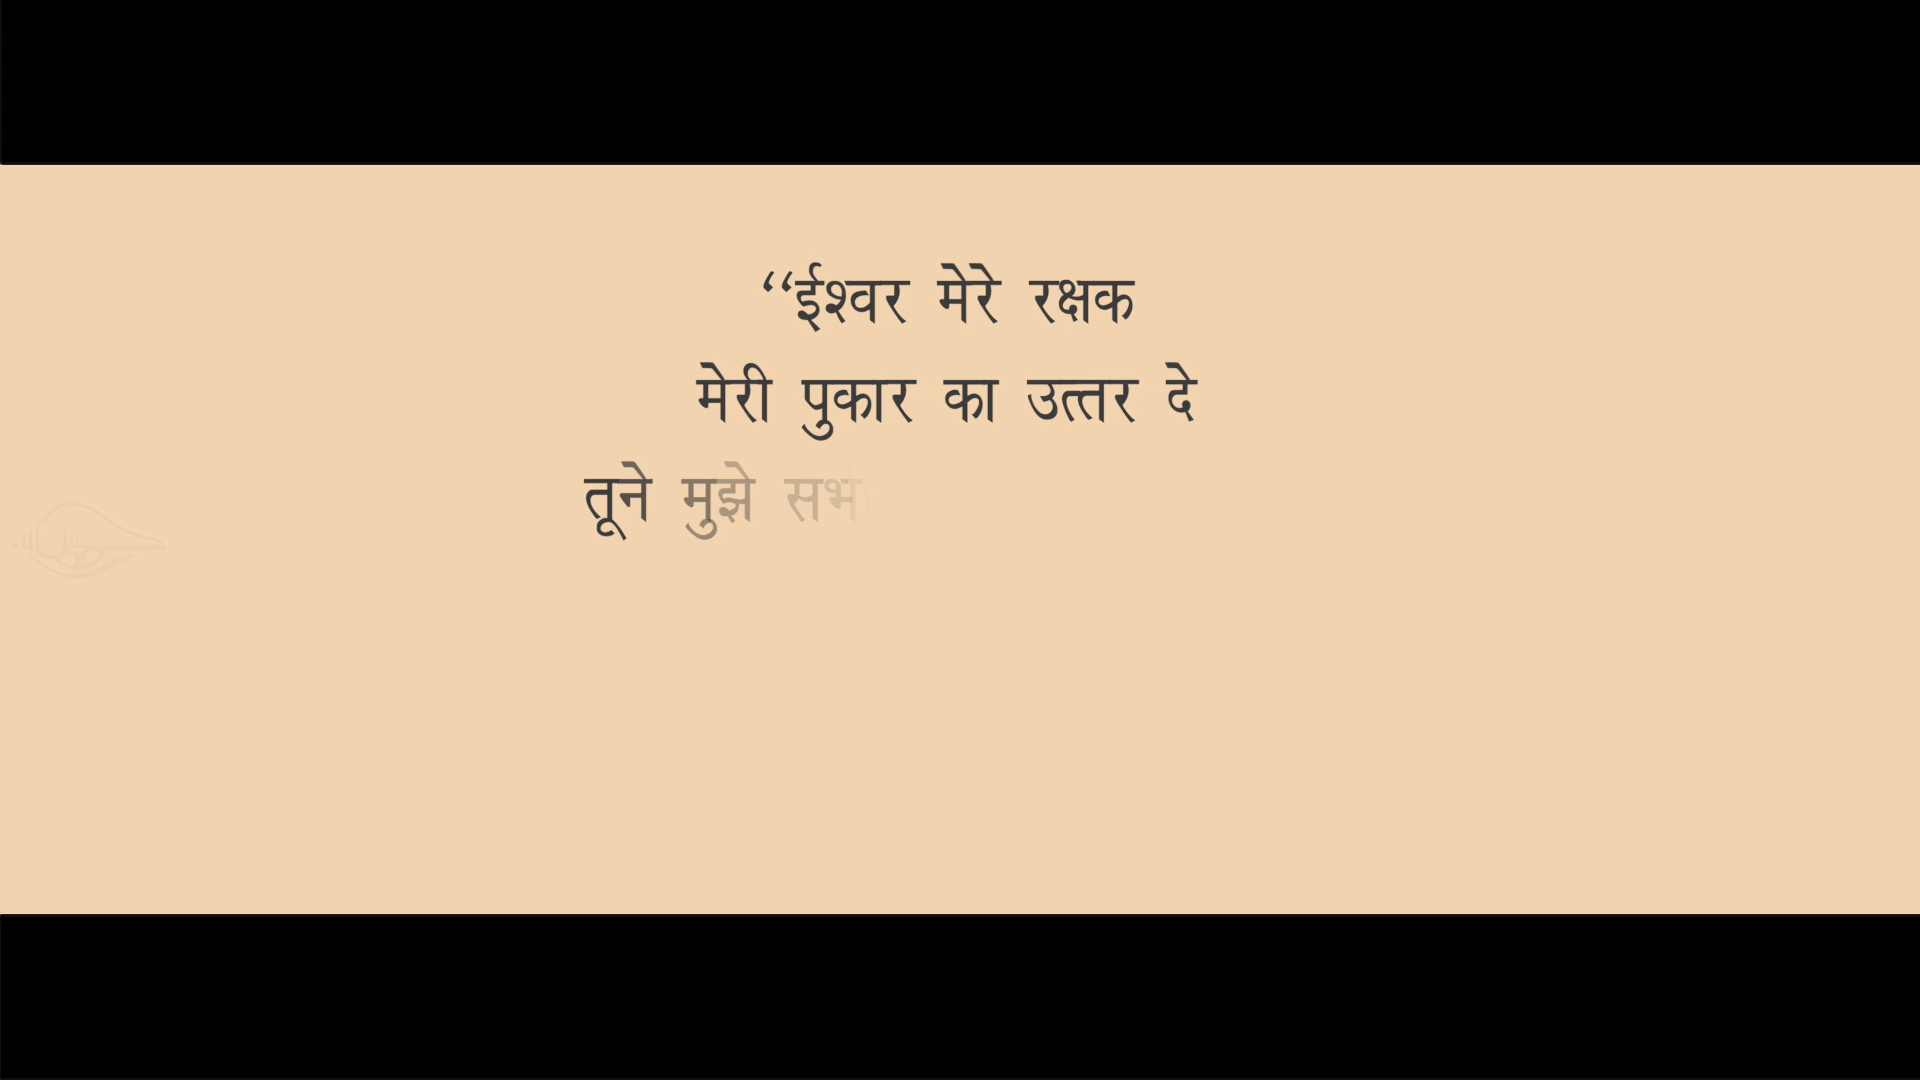 “ईश्वर मेरे रक्षक
मेरी पुकार का उत्तर दे
तूने मुझे